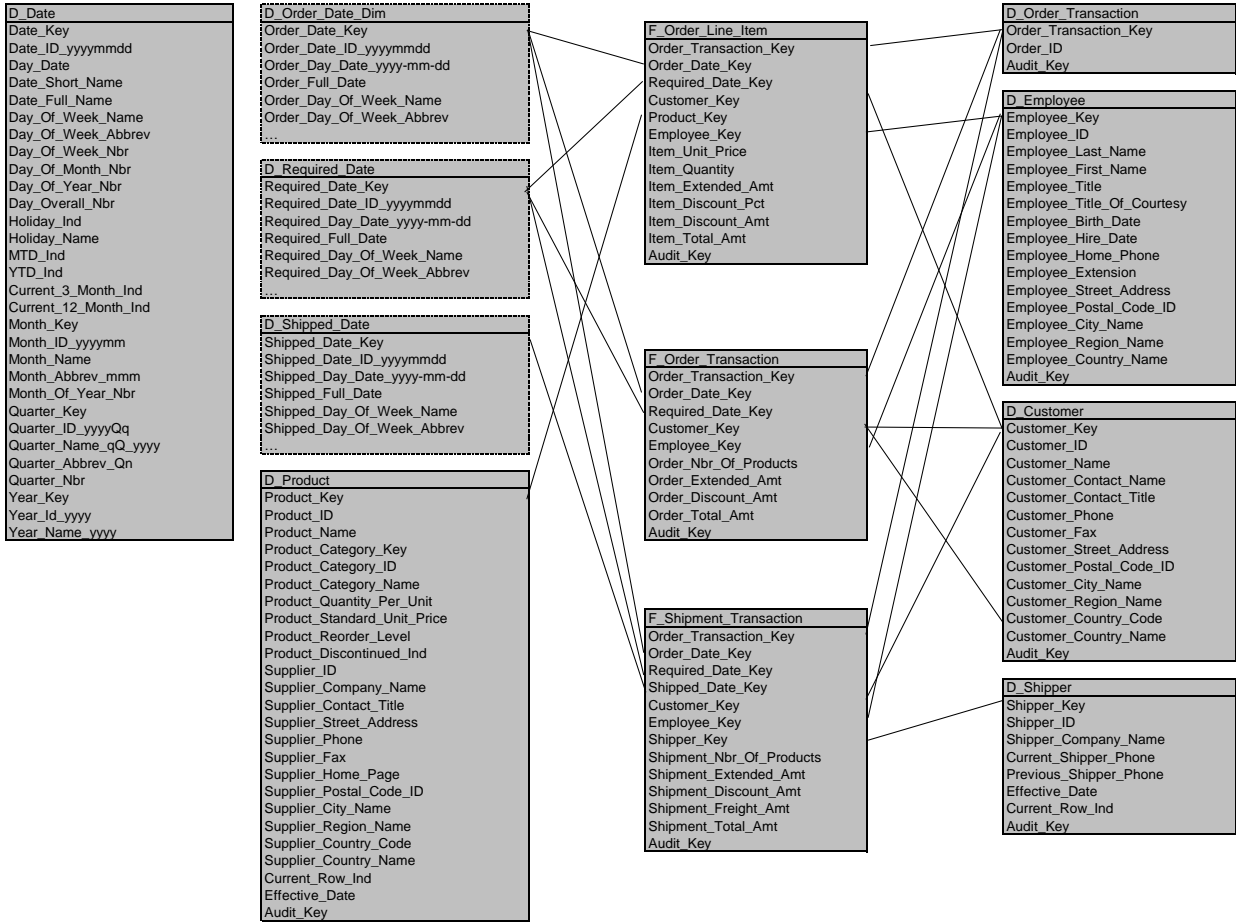 D_Date
Date_Key
Date_ID_yyyymmdd
Day_Date
Date_Short_Name
Date_Full_Name
Day_Of_Week_Name
Day_Of_Week_Abbrev
Day_Of_Week_Nbr
Day_Of_Month_Nbr
Day_Of_Year_Nbr
Day_Overall_Nbr
Holiday_Ind
Holiday_Name
MTD_Ind
YTD_Ind
Current_3_Month_Ind
Current_12_Month_Ind
Month_Key
Month_ID_yyyymm
Month_Name
Month_Abbrev_mmm
Month_Of_Year_Nbr
Quarter_Key
Quarter_ID_yyyyQq
Quarter_Name_qQ_yyyy
Quarter_Abbrev_Qn
Quarter_Nbr
Year_Key
Year_Id_yyyy
Year_Name_yyyy
D_Order_Date_Dim
Order_Date_Key
Order_Date_ID_yyyymmdd
Order_Day_Date_yyyy-mm-dd
Order_Full_Date
Order_Day_Of_Week_Name
Order_Day_Of_Week_Abbrev
...
D_Required_Date
Required_Date_Key
Required_Date_ID_yyyymmdd
Required_Day_Date_yyyy-mm-dd
Required_Full_Date
Required_Day_Of_Week_Name
Required_Day_Of_Week_Abbrev
...
D_Shipped_Date
Shipped_Date_Key
Shipped_Date_ID_yyyymmdd
Shipped_Day_Date_yyyy-mm-dd
Shipped_Full_Date
Shipped_Day_Of_Week_Name
Shipped_Day_Of_Week_Abbrev
...
D_Product
Product_Key
Product_ID
Product_Name
Product_Category_Key
Product_Category_ID
Product_Category_Name
Product_Quantity_Per_Unit
Product_Standard_Unit_Price
Product_Reorder_Level
Product_Discontinued_Ind
Supplier_ID
Supplier_Company_Name
Supplier_Contact_Title
Supplier_Street_Address
Supplier_Phone
Supplier_Fax
Supplier_Home_Page
Supplier_Postal_Code_ID
Supplier_City_Name
Supplier_Region_Name
Supplier_Country_Code
Supplier_Country_Name
Current_Row_Ind
Effective_Date
Audit_Key
F_Order_Line_Item
Order_Transaction_Key
Order_Date_Key
Required_Date_Key
Customer_Key
Product_Key
Employee_Key
Item_Unit_Price
Item_Quantity
Item_Extended_Amt
Item_Discount_Pct
Item_Discount_Amt
Item_Total_Amt
Audit_Key
F_Order_Transaction
Order_Transaction_Key
Order_Date_Key
Required_Date_Key
Customer_Key
Employee_Key
Order_Nbr_Of_Products
Order_Extended_Amt
Order_Discount_Amt
Order_Total_Amt
Audit_Key
F_Shipment_Transaction
Order_Transaction_Key
Order_Date_Key
Required_Date_Key
Shipped_Date_Key
Customer_Key
Employee_Key
Shipper_Key
Shipment_Nbr_Of_Products
Shipment_Extended_Amt
Shipment_Discount_Amt
Shipment_Freight_Amt
Shipment_Total_Amt
Audit_Key
D_Order_Transaction
Order_Transaction_Key
Order_ID
Audit_Key
D_Employee
Employee_Key
Employee_ID
Employee_Last_Name
Employee_First_Name
Employee_Title
Employee_Title_Of_Courtesy
Employee_Birth_Date
Employee_Hire_Date
Employee_Home_Phone
Employee_Extension
Employee_Street_Address
Employee_Postal_Code_ID
Employee_City_Name
Employee_Region_Name
Employee_Country_Name
Audit_Key
D_Customer
Customer_Key
Customer_ID
Customer_Name
Customer_Contact_Name
Customer_Contact_Title
Customer_Phone
Customer_Fax
Customer_Street_Address
Customer_Postal_Code_ID
Customer_City_Name
Customer_Region_Name
Customer_Country_Code
Customer_Country_Name
Audit_Key
D_Shipper
Shipper_Key
Shipper_ID
Shipper_Company_Name
Current_Shipper_Phone
Previous_Shipper_Phone
Effective_Date
Current_Row_Ind
Audit_Key